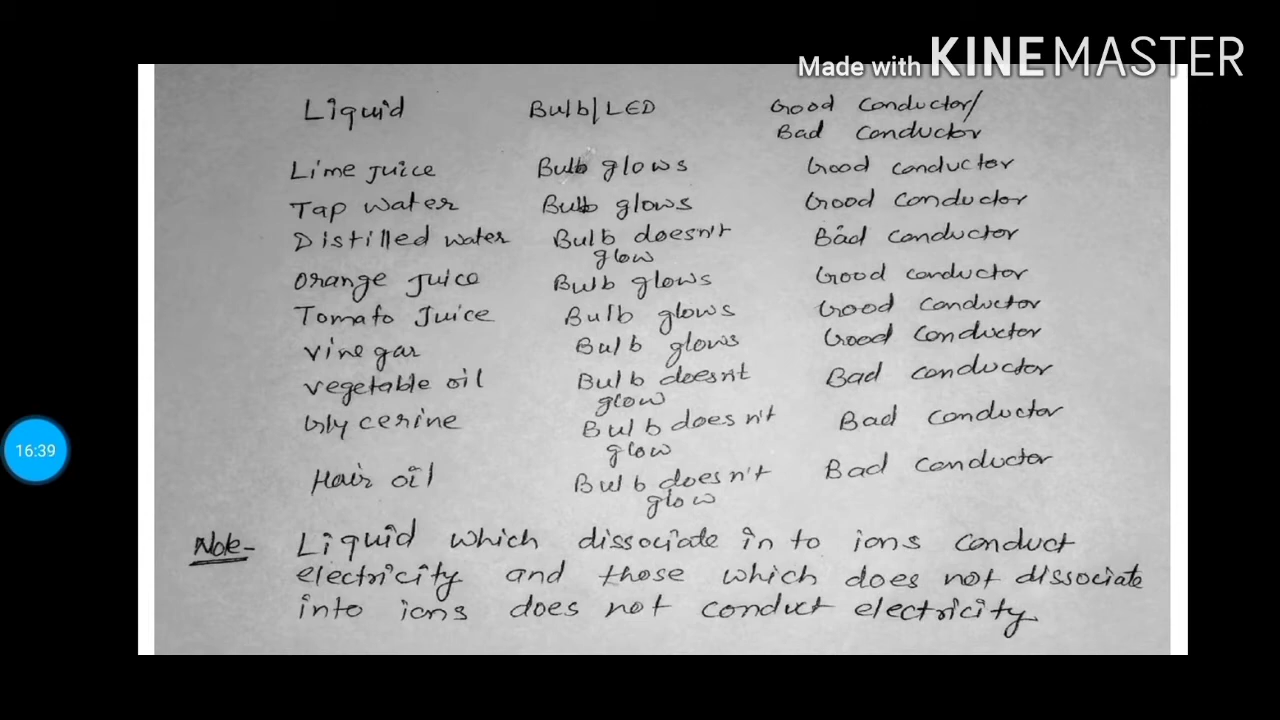 Made with KINEMASTER
Liquid Bulb/LED Good Conductor/
Bad Conductor
Lime Juice Bulb glows Good conductor
Tap water Bulb glows Good conductor
Distilled water Bulb doesn't Bad conductor
glow
Orange Juice Bulb glows Good conductor
Tomato Juice Bulb glows Good conductor
Vinegar Bulb glows Good conductor
Vegetable oil Bulb doesn't Bad conductor
glow
Glycerine Bulb doesn't Bad conductor
glow
Hair oil Bulb doesn't Bad conductor
glow
16:39
Note- Liquid which dissociate in to ions conduct
electricity and those which does not dissociate
into ions does not conduct electricity.